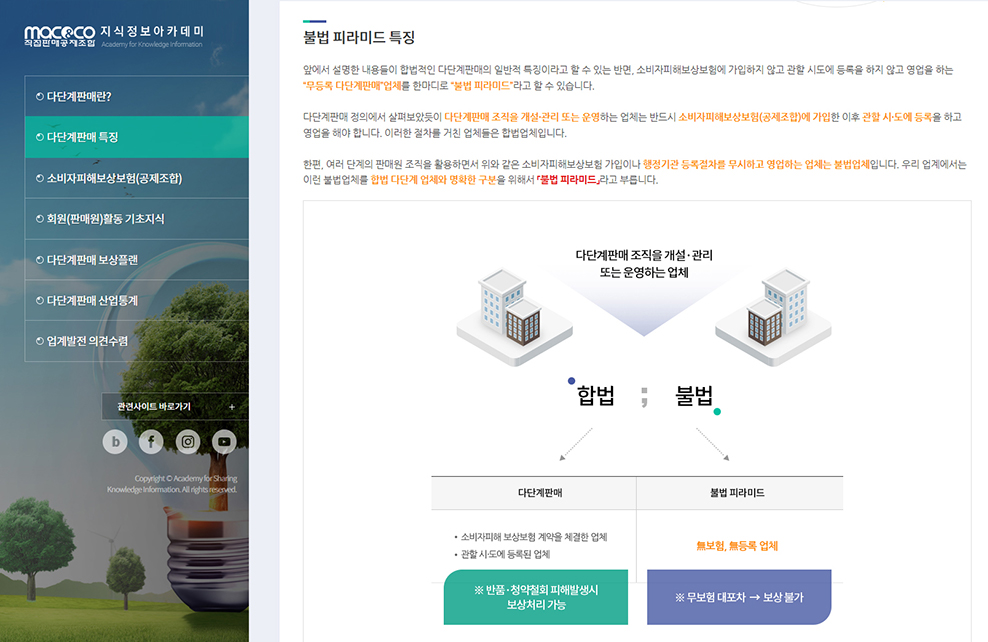 macco 지식정보아카데미
직접판매공제조합 Academy for Knowledge Information
다단계판매란?
다단계판매 특징
소비자피해보상보험(공제조합)
회원(판매원)활동 기초지식
다단계판매 보상플랜
다단계판매 산업통계
업계발전 의견수렴
관련사이트 바로가기 +
b f
Copyright © Academy for Sharing
Knowledge Information. All rights reserved.
불법 피라미드 특징
앞에서 설명한 내용들이 합법적인 다단계판매의 일반적 특징이라고 할 수 있는 반면, 소비자피해보상보험에 가입하지 않고 관할 시도에 등록을 하지 않고 영업을 하는
"무등록 다단계판매"업체를 한마디로 "불법 피라미드"라고 할 수 있습니다.
다단계판매 정의에서 살펴보았듯이 다단계판매 조직을 개설·관리 또는 운영하는 업체는 반드시 소비자피해보상보험(공제조합)에 가입한 이후 관할 시·도에 등록을 하고
영업을 해야 합니다. 이러한 절차를 거친 업체들은 합법업체입니다.
한편, 여러 단계의 판매원 조직을 활용하면서 위와 같은 소비자피해보상보험 가입이나 행정기관 등록절차를 무시하고 영업하는 업체는 불법업체입니다. 우리 업계에서는
이런 불법업체를 합법 다단계 업체와 명확한 구분을 위해서 「불법 피라미드」라고 부릅니다.
다단계판매 조직을 개설·관리
또는 운영하는 업체
합법 ; 불법
다단계판매 불법 피라미드
• 소비자피해 보상보험 계약을 체결한 업체
• 관할 시·도에 등록된 업체
無보험, 無등록 업체
※ 반품·청약철회 피해발생시
보상처리 가능
※ 무보험 대포차 → 보상 불가